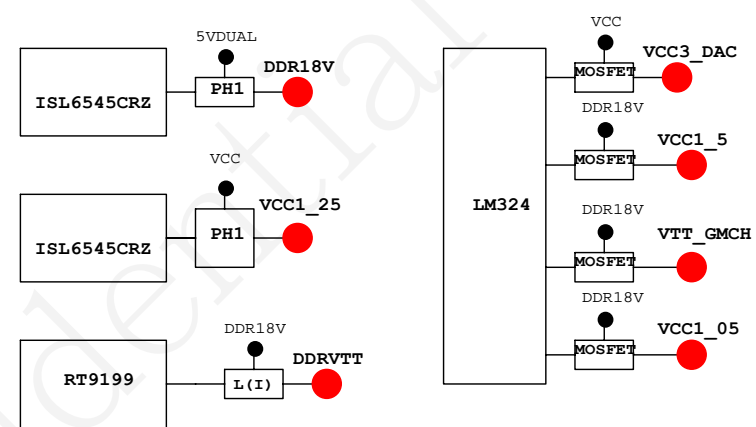 5VDUAL
DDR18V
ISL6545CRZ
PH1
VCC
VCC1_25
ISL6545CRZ
PH1
DDR18V
DDRVTT
RT9199
L(I)
VCC
VCC3_DAC
MOSFET
DDR18V
VCC1_5
MOSFET
LM324
DDR18V
VTT_GMCH
MOSFET
DDR18V
VCC1_05
MOSFET
dential